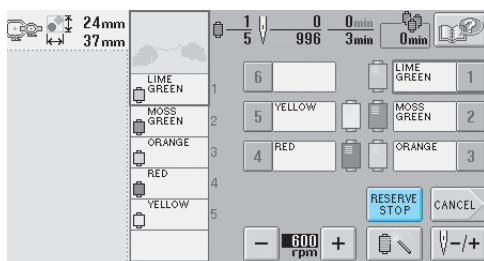 24mm
37mm
1
5
0
996
0min
3min
0min
LIME GREEN
1
MOSS GREEN
2
ORANGE
3
RED
4
YELLOW
5
6
LIME GREEN
1
5
YELLOW
MOSS GREEN
2
4
RED
ORANGE
3
RESERVE STOP
CANCEL
−
600 rpm
+
−/+